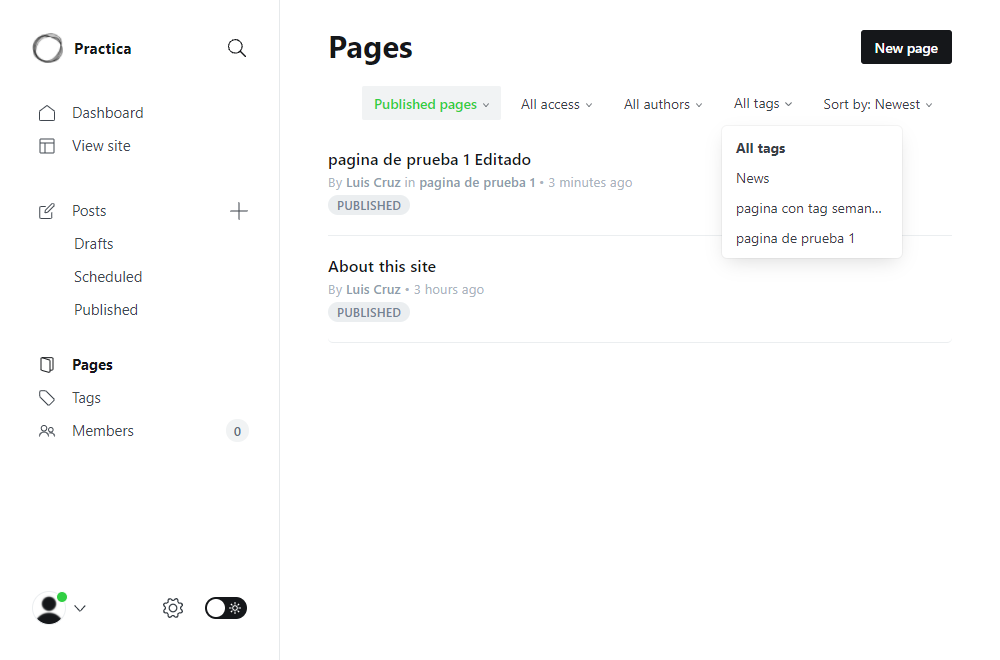 Practica
Dashboard
View site
Posts
Drafts
Scheduled
Published
Pages
Tags
Members
0
Pages
New page
Published pages
All access
All authors
All tags
Sort by: Newest
All tags
News
pagina con tag seman...
pagina de prueba 1
pagina de prueba 1 Editado
By Luis Cruz in pagina de prueba 1 • 3 minutes ago
PUBLISHED
About this site
By Luis Cruz • 3 hours ago
PUBLISHED